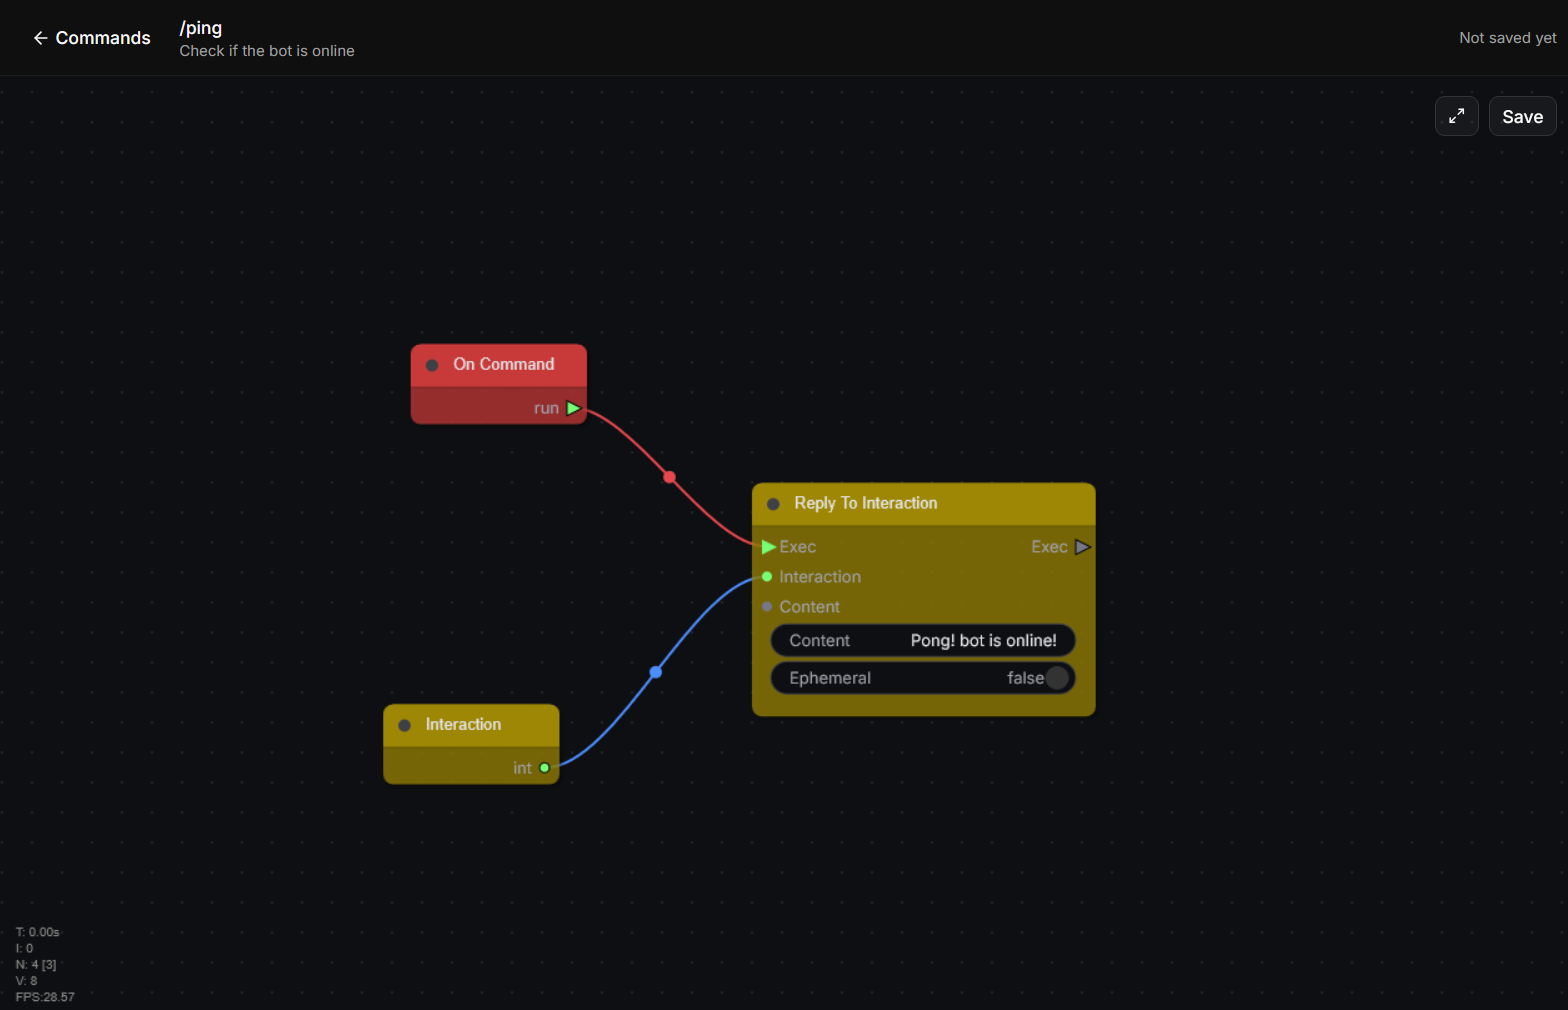 Commands
/ping
Check if the bot is online
Not saved yet
Save
On Command
run
Reply To Interaction
Exec Exec
Interaction
Content
Content Pong! bot is online!
Ephemeral false
Interaction
int
T: 0.00s
I: 0
N: 4 [3]
V: 8
FPS:28.57